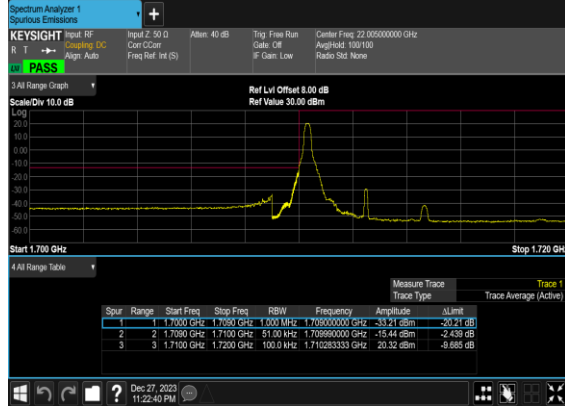 Spectrum Analyzer 1
Spurious Emissions
+
KEYSIGHT Input: RF Input Z: 50 Ω Atten: 40 dB Trig: Free Run Center Freq: 22.005000000 GHz
R T Coupling: DC Corr CCorr Gate: Off Avg|Hold: 100/100
Align: Auto Freq Ref: Int (S) IF Gain: Low Radio Std: None
PASS
3 All Range Graph
Ref Lvl Offset 8.00 dB
Scale/Div 10.0 dB Ref Value 30.00 dBm
Log
20.0
10.0
0.00
-10.0
-20.0
-30.0
-40.0
-50.0
-60.0
Start 1.700 GHz Stop 1.720 GHz
4 All Range Table
Measure Trace Trace 1
Trace Type Trace Average (Active)
Spur Range Start Freq Stop Freq RBW Frequency Amplitude ΔLimit
1 1 1.7000 GHz 1.7090 GHz 1.000 MHz 1.709000000 GHz -33.21 dBm -20.21 dB
2 2 1.7090 GHz 1.7100 GHz 51.00 kHz 1.709990000 GHz -15.44 dBm -2.439 dB
3 3 1.7100 GHz 1.7200 GHz 100.0 kHz 1.710283333 GHz 20.32 dBm -9.685 dB
?
Dec 27, 2023
11:22:40 PM